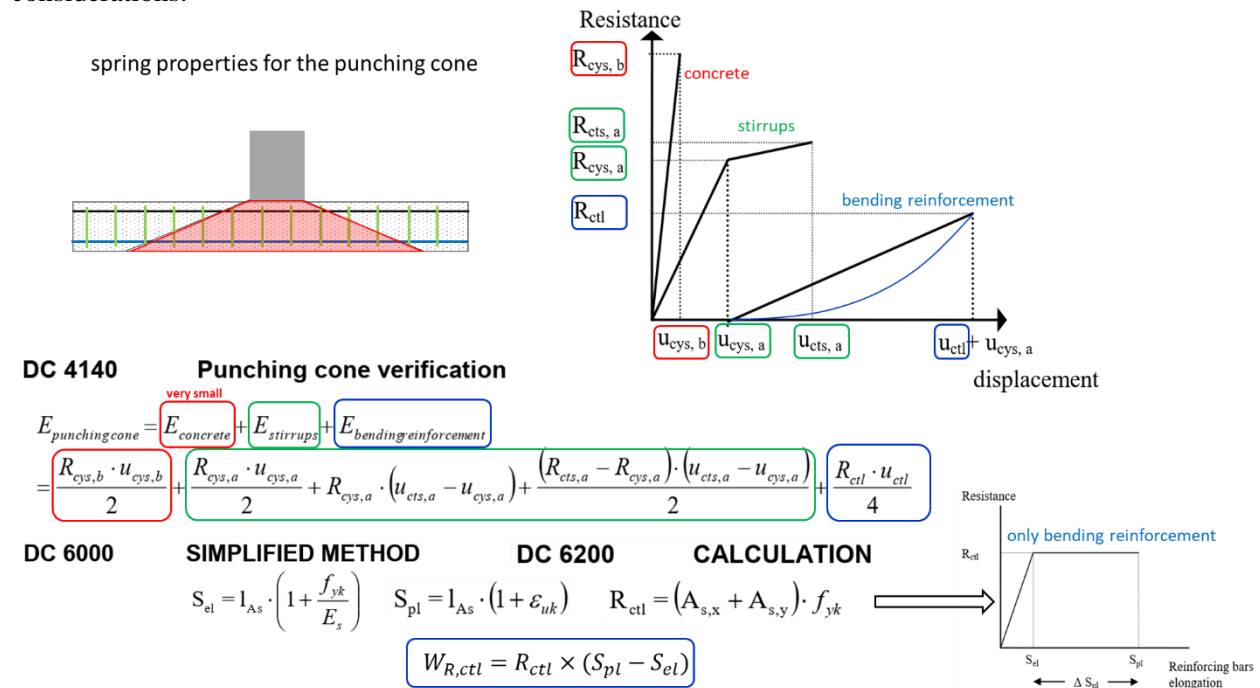 considerations.
spring properties for the punching cone
Resistance
R_cys, b
concrete
R_cts, a
stirrups
R_cys, a
R_ctl
bending reinforcement
u_cys, b u_cys, a u_cts, a u_ctl + u_cys, a
displacement
DC 4140 Punching cone verification
very small
E_punching cone = E_concrete + E_stirrups + E_bending reinforcement
= R_cys,b · u_cys,b / 2 + R_cys,a · u_cys,a / 2 + R_cys,a · (u_cts,a − u_cys,a) + (R_cts,a − R_cys,a) · (u_cts,a − u_cys,a) / 2 + R_ctl · u_ctl / 4
DC 6000 SIMPLIFIED METHOD DC 6200 CALCULATION
S_el = l_As · (1 + f_yk / E_s) S_pl = l_As · (1 + ε_uk) R_ctl = (A_s,x + A_s,y) · f_yk
W_R,ctl = R_ctl × (S_pl − S_el)
Resistance
only bending reinforcement
R_ctl
S_el S_pl
Reinforcing bars
elongation
Δ S_pl